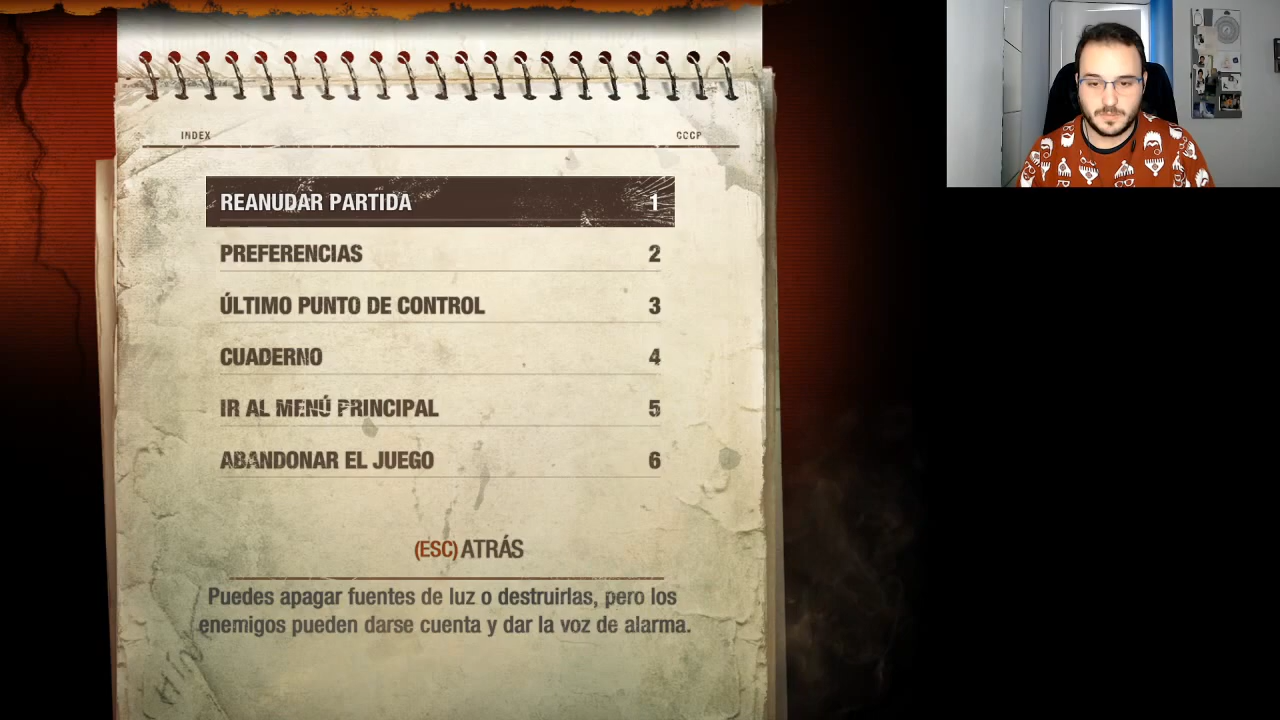 INDEX CCCP
REANUDAR PARTIDA 1
PREFERENCIAS 2
ÚLTIMO PUNTO DE CONTROL 3
CUADERNO 4
IR AL MENÚ PRINCIPAL 5
ABANDONAR EL JUEGO 6
(ESC) ATRÁS
Puedes apagar fuentes de luz o destruirlas, pero los
enemigos pueden darse cuenta y dar la voz de alarma.